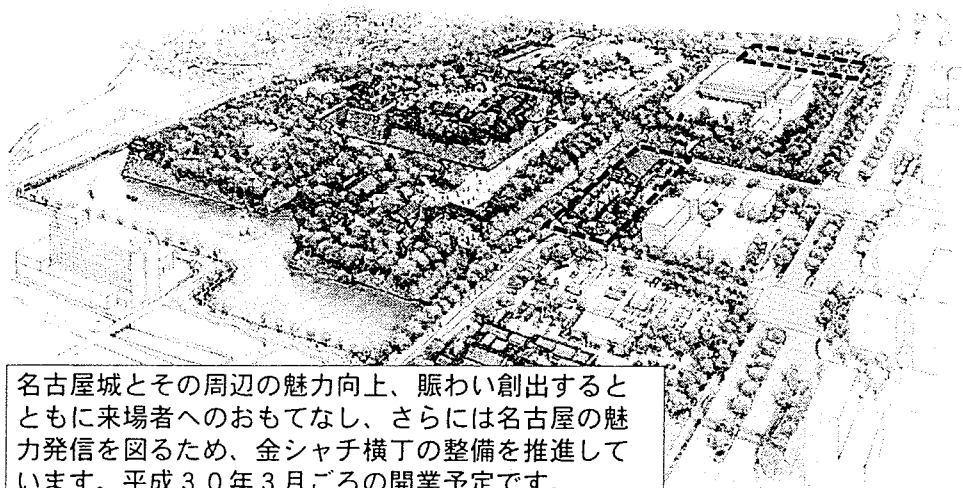 名古屋城とその周辺の魅力向上、賑わい創出すると
ともに来場者へのおもてなし、さらには名古屋の魅
力発信を図るため、金シャチ横丁の整備を推進して
います。平成３０年３月ごろの開業予定です。